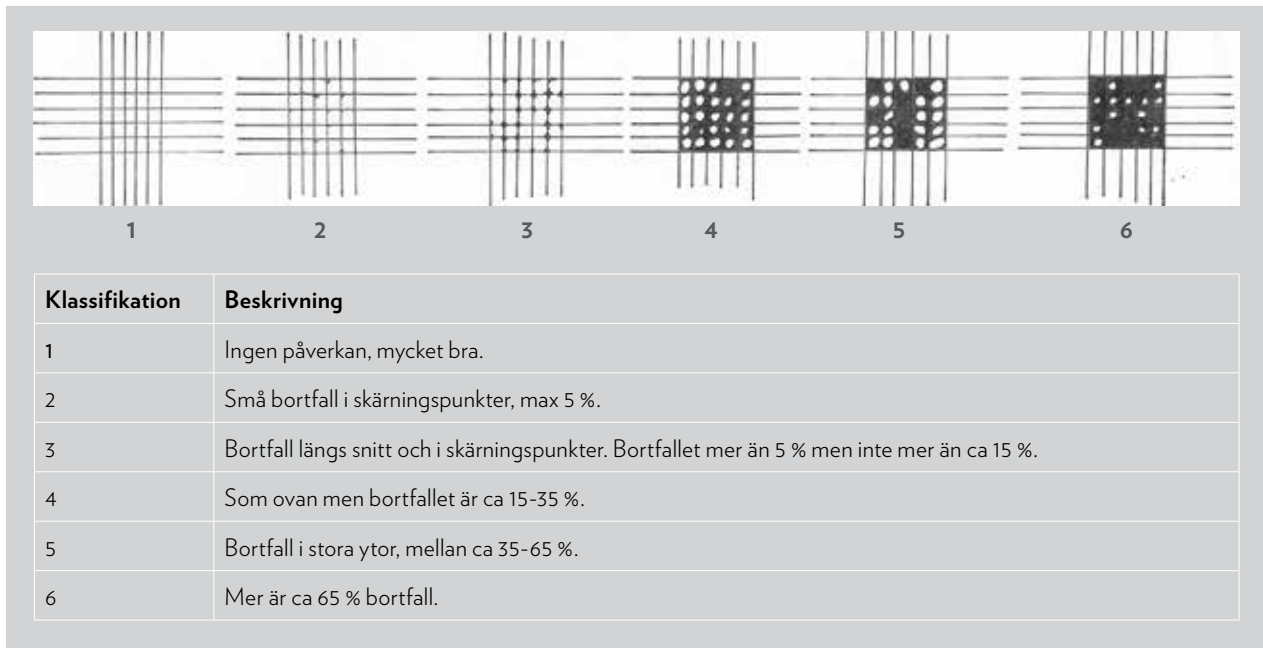 1 2 3 4 5 6
Klassifikation Beskrivning
1 Ingen påverkan, mycket bra.
2 Små bortfall i skärningspunkter, max 5 %.
3 Bortfall längs snitt och i skärningspunkter. Bortfallet mer än 5 % men inte mer än ca 15 %.
4 Som ovan men bortfallet är ca 15-35 %.
5 Bortfall i stora ytor, mellan ca 35-65 %.
6 Mer är ca 65 % bortfall.